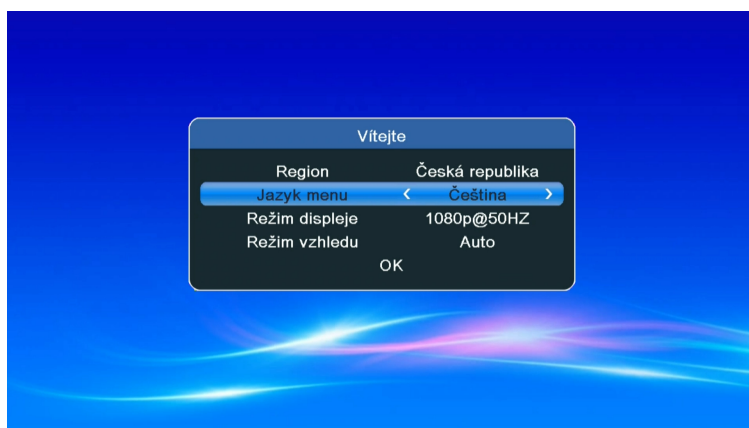 Vítejte
Region Česká republika
Jazyk menu < Čeština >
Režim displeje 1080p@50HZ
Režim vzhledu Auto
OK